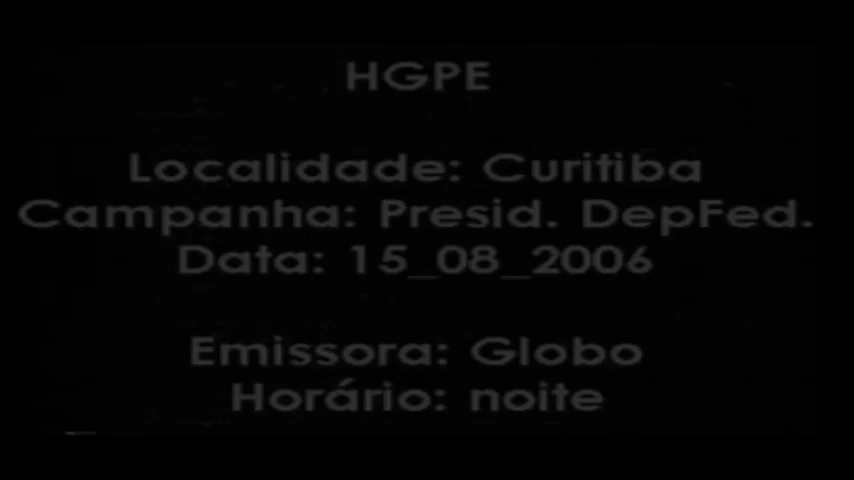 HGPE
Localidade: Curitiba
Campanha: Presid. DepFed.
Data: 15_08_2006
Emissora: Globo
Horário: noite